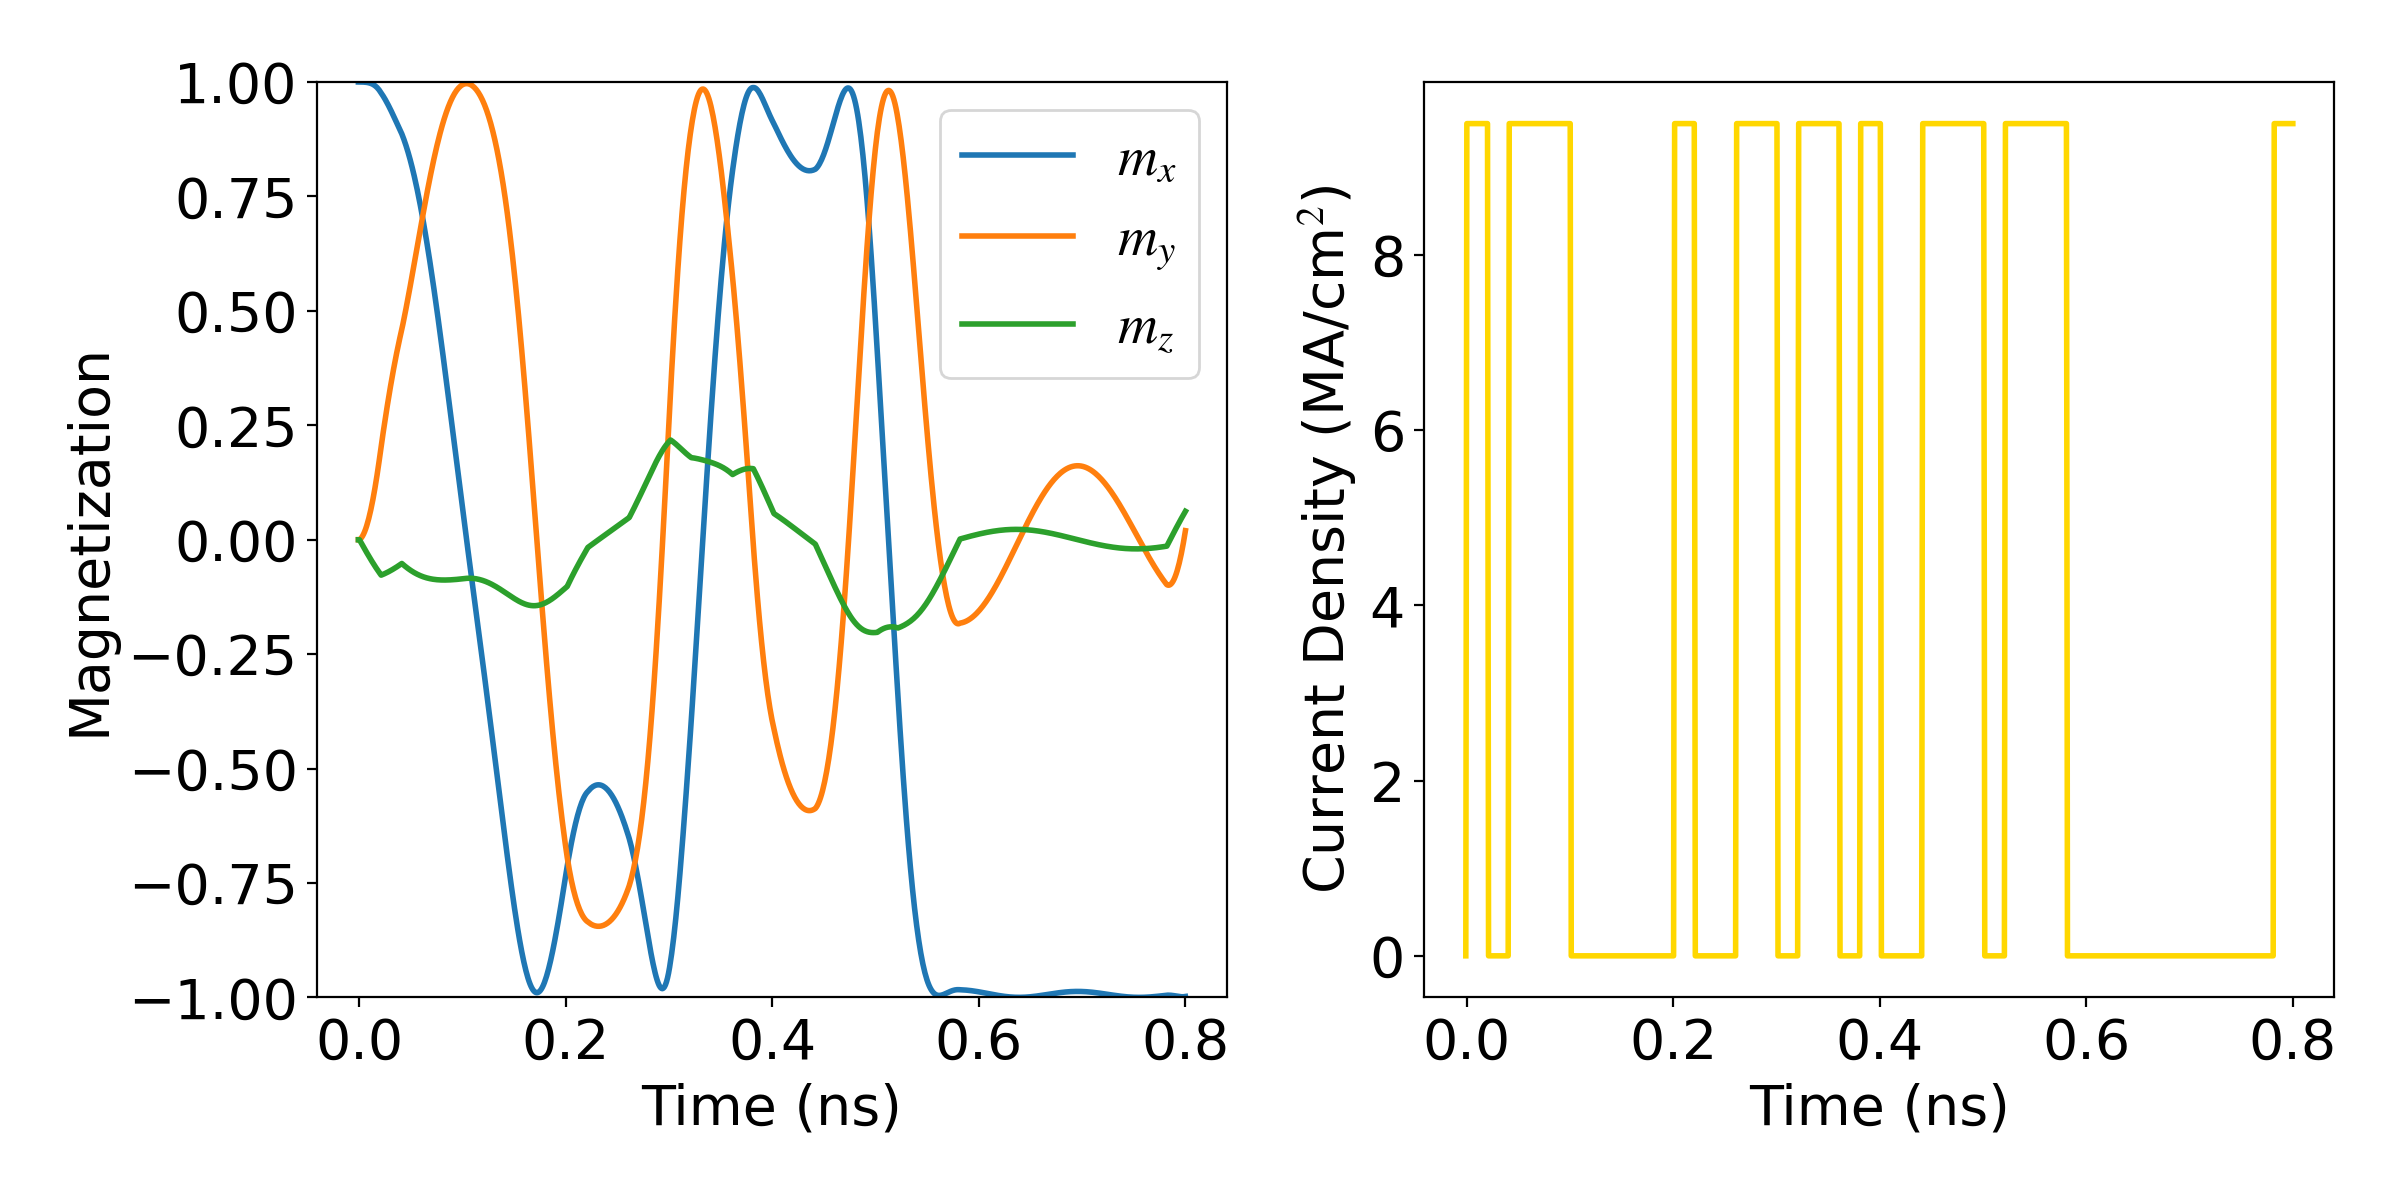 Magnetization
1.00
0.75
0.50
0.25
0.00
−0.25
−0.50
−0.75
−1.00
0.0 0.2 0.4 0.6 0.8
Time (ns)
mₓ
m_y
m_z
Current Density (MA/cm²)
8
6
4
2
0
0.0 0.2 0.4 0.6 0.8
Time (ns)